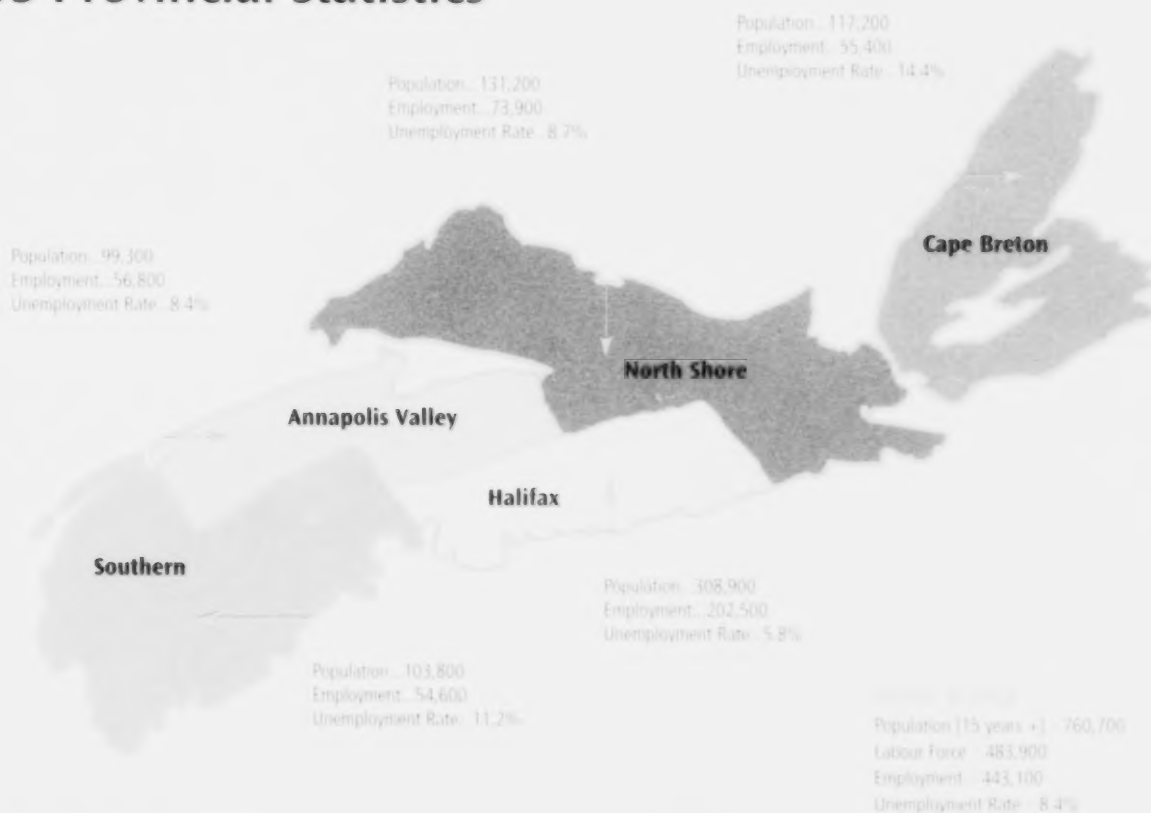 Provincial Statistics
Population 117,200
Employment 55,400
Unemployment Rate 14.4%
Population 131,200
Employment 73,900
Unemployment Rate 8.7%
Cape Breton
Population 99,300
Employment 56,800
Unemployment Rate 8.4%
North Shore
Annapolis Valley
Halifax
Southern
Population 308,900
Employment 202,500
Unemployment Rate 5.8%
Population 103,800
Employment 54,600
Unemployment Rate 11.2%
Population [15 years +] 760,700
Labour Force 483,900
Employment 443,100
Unemployment Rate 8.4%